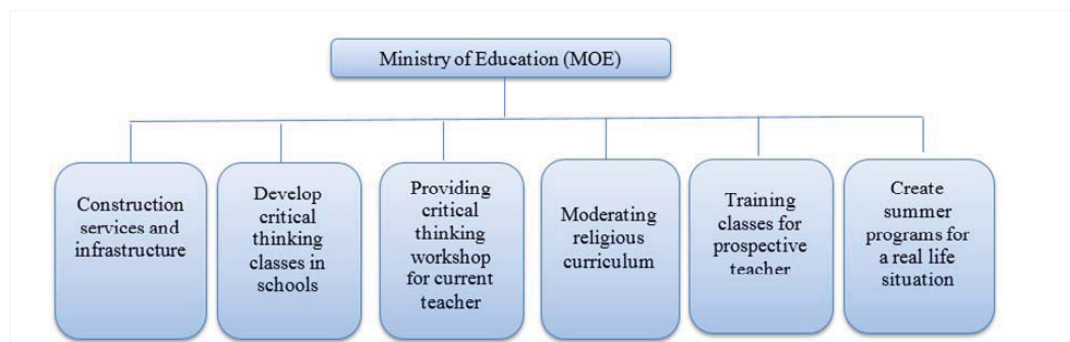 Ministry of Education (MOE)
Construction
services and
infrastructure
Develop
critical
thinking
classes in
schools
Providing
critical
thinking
workshop
for current
teacher
Moderating
religious
curriculum
Training
classes for
prospective
teacher
Create
summer
programs for
a real life
situation